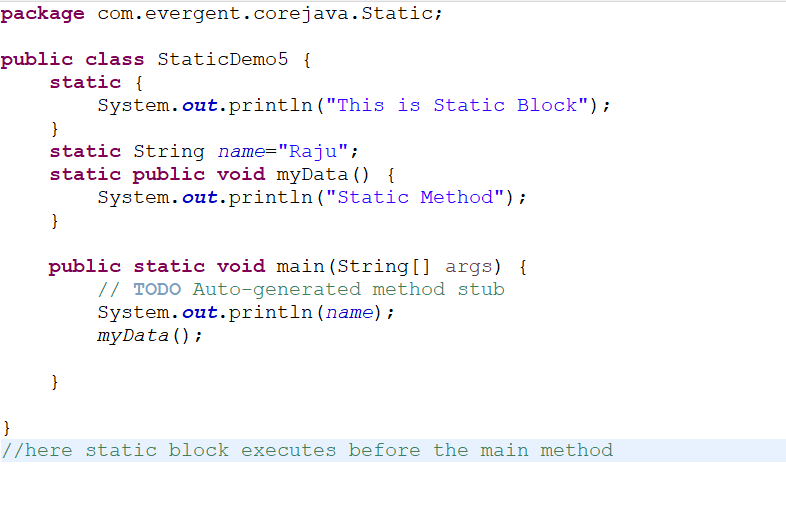 package com.evergent.corejava.Static;
public class StaticDemo5 {
static {
System.out.println("This is Static Block");
}
static String name="Raju";
static public void myData() {
System.out.println("Static Method");
}
public static void main(String[] args) {
// TODO Auto-generated method stub
System.out.println(name);
myData();
}
}
//here static block executes before the main method